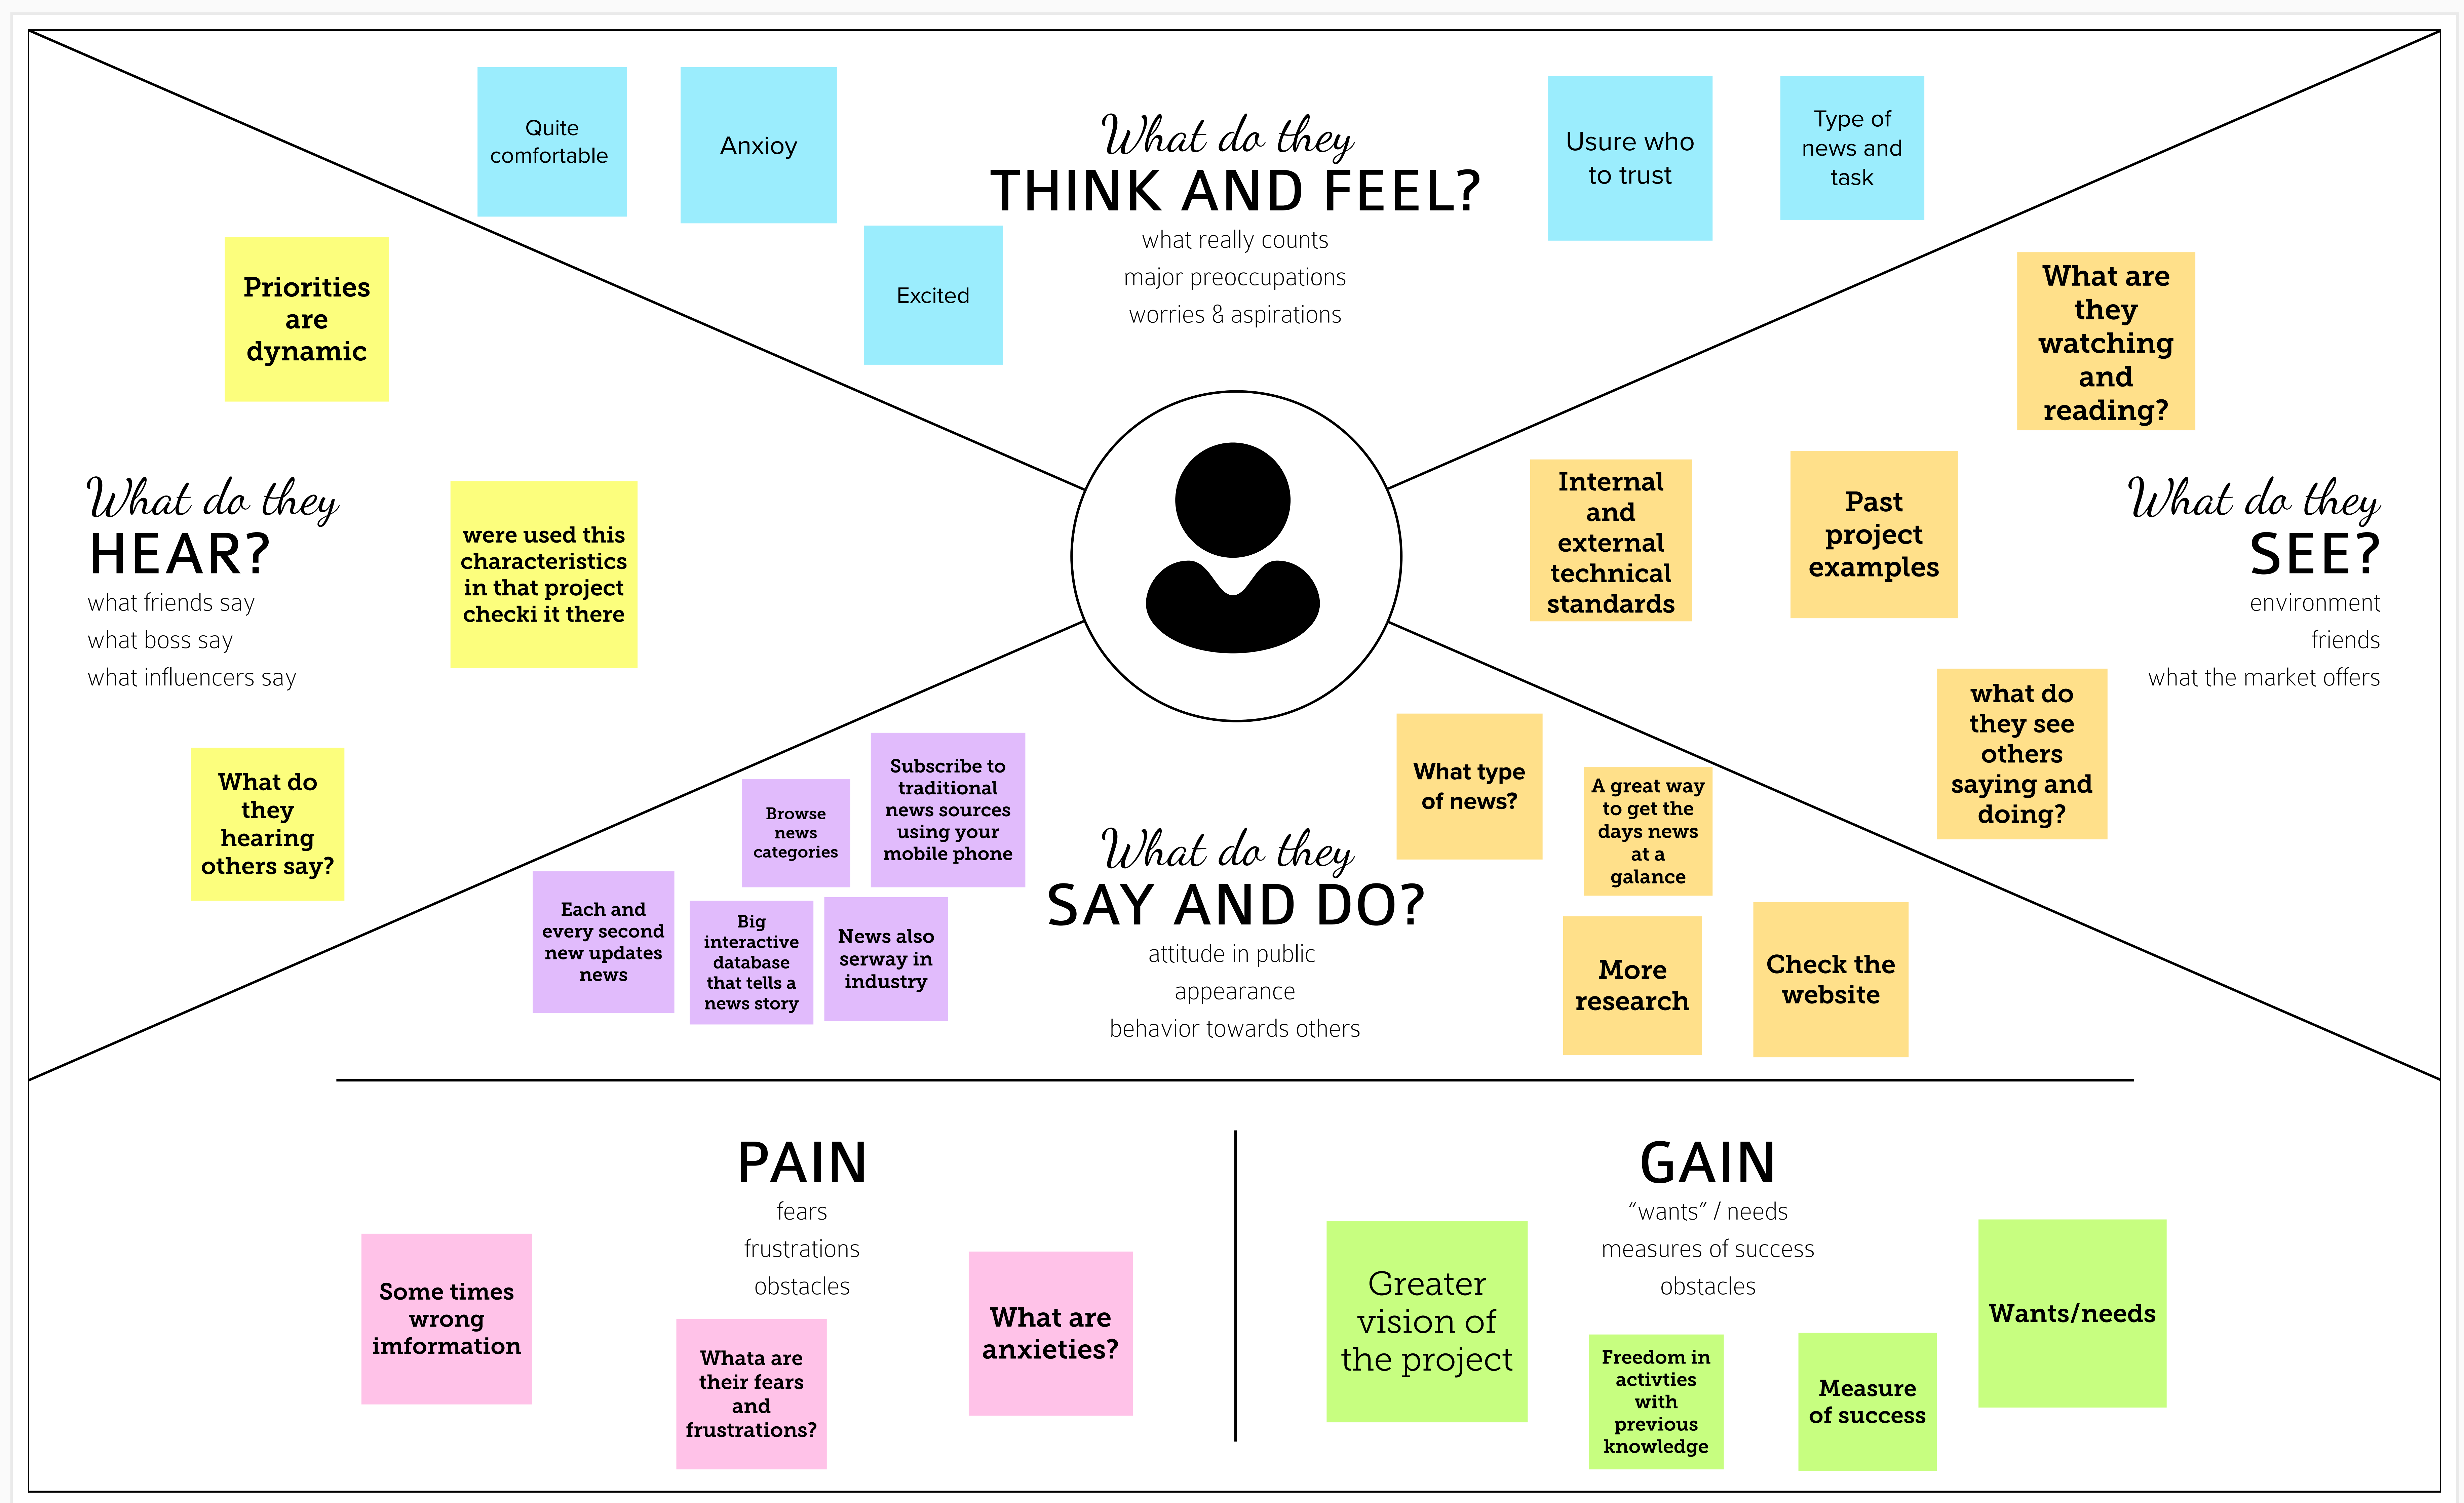 Quite
comfortable
Anxioy
Excited
What do they
THINK AND FEEL?
what really counts
major preoccupations
worries & aspirations
Usure who
to trust
Type of
news and
task
Priorities
are
dynamic
What do they
HEAR?
what friends say
what boss say
what influencers say
were used this
characteristics
in that project
checki it there
What do
they
hearing
others say?
What are
they
watching
and
reading?
Internal
and
external
technical
standards
Past
project
examples
What do they
SEE?
environment
friends
what the market offers
what do
they see
others
saying and
doing?
Browse
news
categories
Subscribe to
traditional
news sources
using your
mobile phone
Each and
every second
new updates
news
Big
interactive
database
that tells a
news story
News also
serway in
industry
What do they
SAY AND DO?
attitude in public
appearance
behavior towards others
What type
of news?
A great way
to get the
days news
at a
galance
More
research
Check the
website
PAIN
fears
frustrations
obstacles
Some times
wrong
imformation
Whata are
their fears
and
frustrations?
What are
anxieties?
GAIN
“wants” / needs
measures of success
obstacles
Greater
vision of
the project
Freedom in
activties
with
previous
knowledge
Measure
of success
Wants/needs